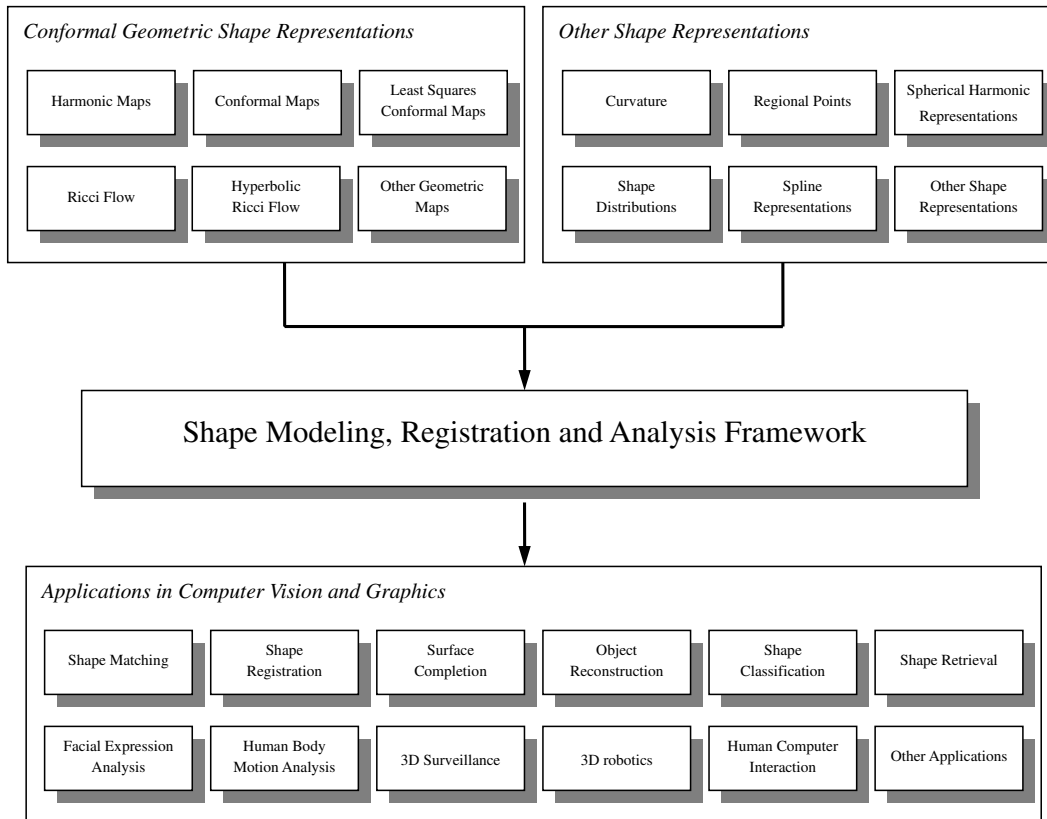 Conformal Geometric Shape Representations
Harmonic Maps
Conformal Maps
Least Squares
Conformal Maps
Ricci Flow
Hyperbolic
Ricci Flow
Other Geometric
Maps
Other Shape Representations
Curvature
Regional Points
Spherical Harmonic
Representations
Shape
Distributions
Spline
Representations
Other Shape
Representations
Shape Modeling, Registration and Analysis Framework
Applications in Computer Vision and Graphics
Shape Matching
Shape
Registration
Surface
Completion
Object
Reconstruction
Shape
Classification
Shape Retrieval
Facial Expression
Analysis
Human Body
Motion Analysis
3D Surveillance
3D robotics
Human Computer
Interaction
Other Applications